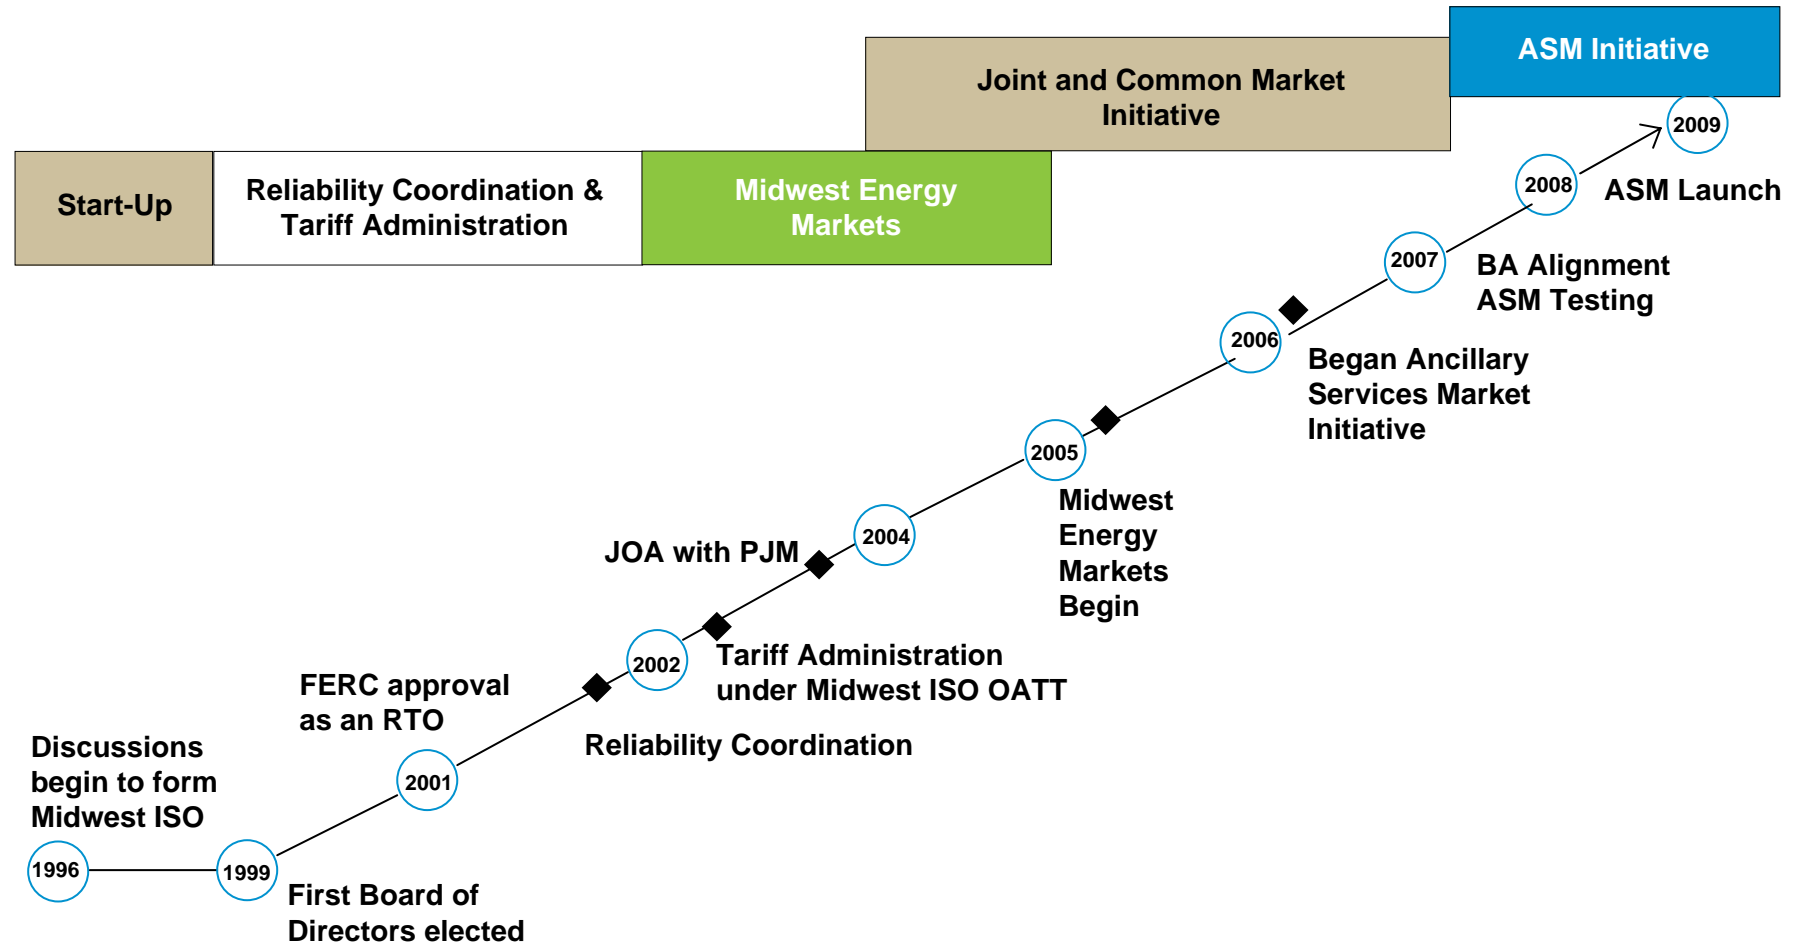 ASM Initiative
Joint and Common Market
Initiative
Start-Up
Reliability Coordination &
Tariff Administration
Midwest Energy
Markets
2009
ASM Launch
2008
2007
BA Alignment
ASM Testing
2006
Began Ancillary
Services Market
Initiative
2005
Midwest
Energy
Markets
Begin
2004
JOA with PJM
2002
Tariff Administration
under Midwest ISO OATT
FERC approval
as an RTO
Reliability Coordination
2001
Discussions
begin to form
Midwest ISO
1996
1999
First Board of
Directors elected